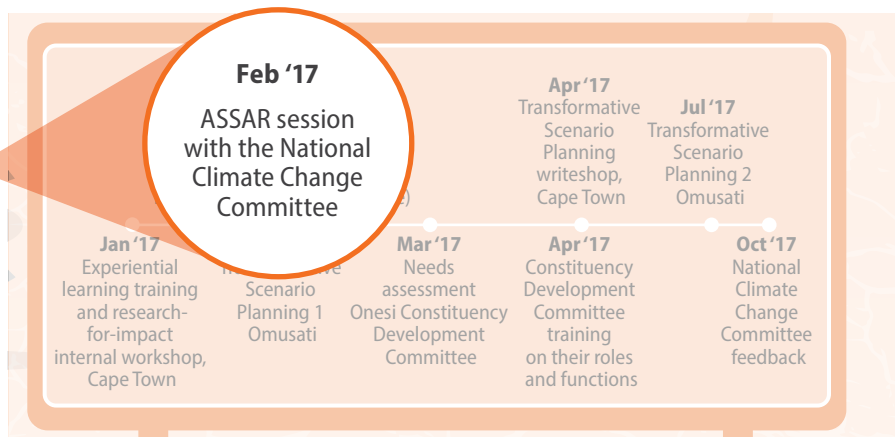 Feb ‘17
ASSAR session
with the National
Climate Change
Committee
Apr ‘17
Transformative
Scenario
Planning
writeshop,
Cape Town
Jul ‘17
Transformative
Scenario
Planning 2
Omusati
Jan ‘17
Experiential
learning training
and research-
for-impact
internal workshop,
Cape Town
Scenario
Planning 1
Omusati
Mar ‘17
Needs
assessment
Onesi Constituency
Development
Committee
Apr ‘17
Constituency
Development
Committee
training
on their roles
and functions
Oct ‘17
National
Climate
Change
Committee
feedback